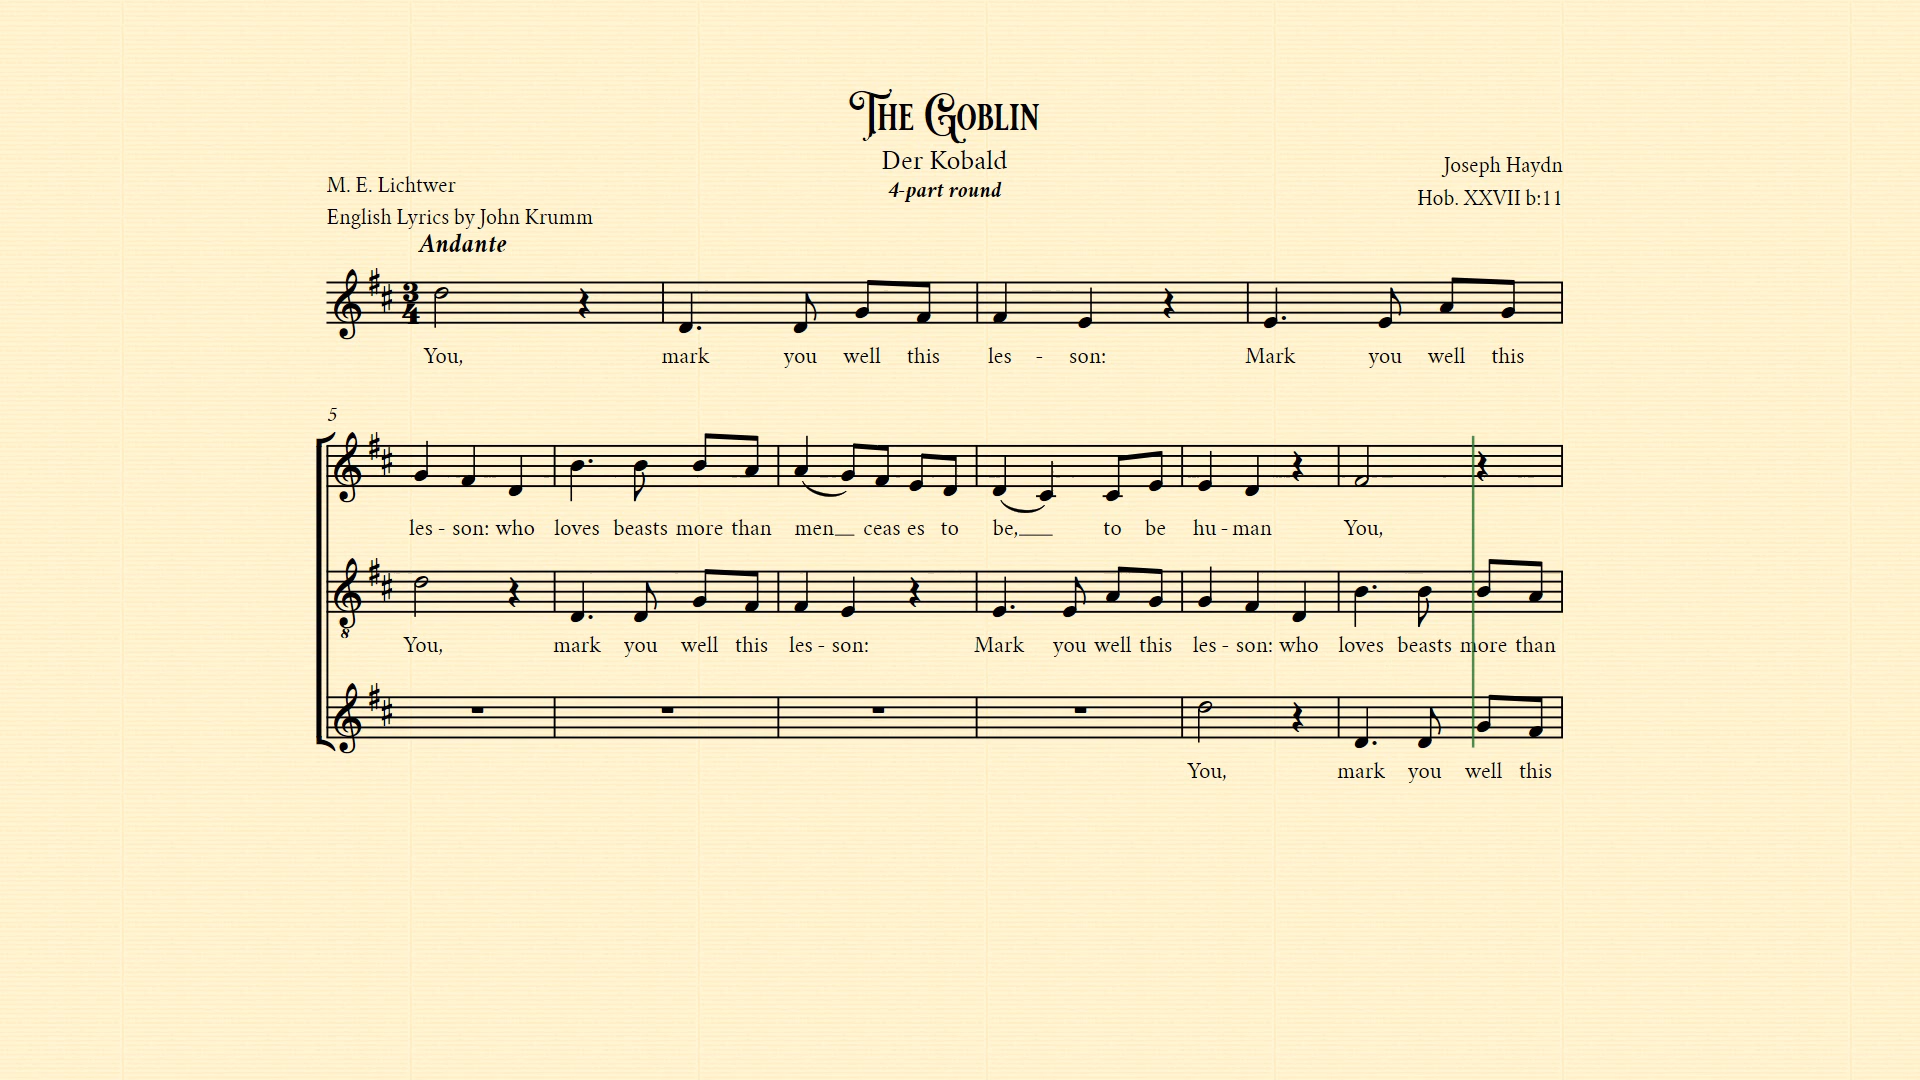 The Goblin
Der Kobald
4-part round
M. E. Lichtwer
English Lyrics by John Krumm
Joseph Haydn
Hob. XXVII b:11
Andante
3
4
You, mark you well this les - son: Mark you well this
5
les - son: who loves beasts more than men__ ceas es to be,___ to be hu - man You,
8
You, mark you well this les - son: Mark you well this les - son: who loves beasts more than
You, mark you well this